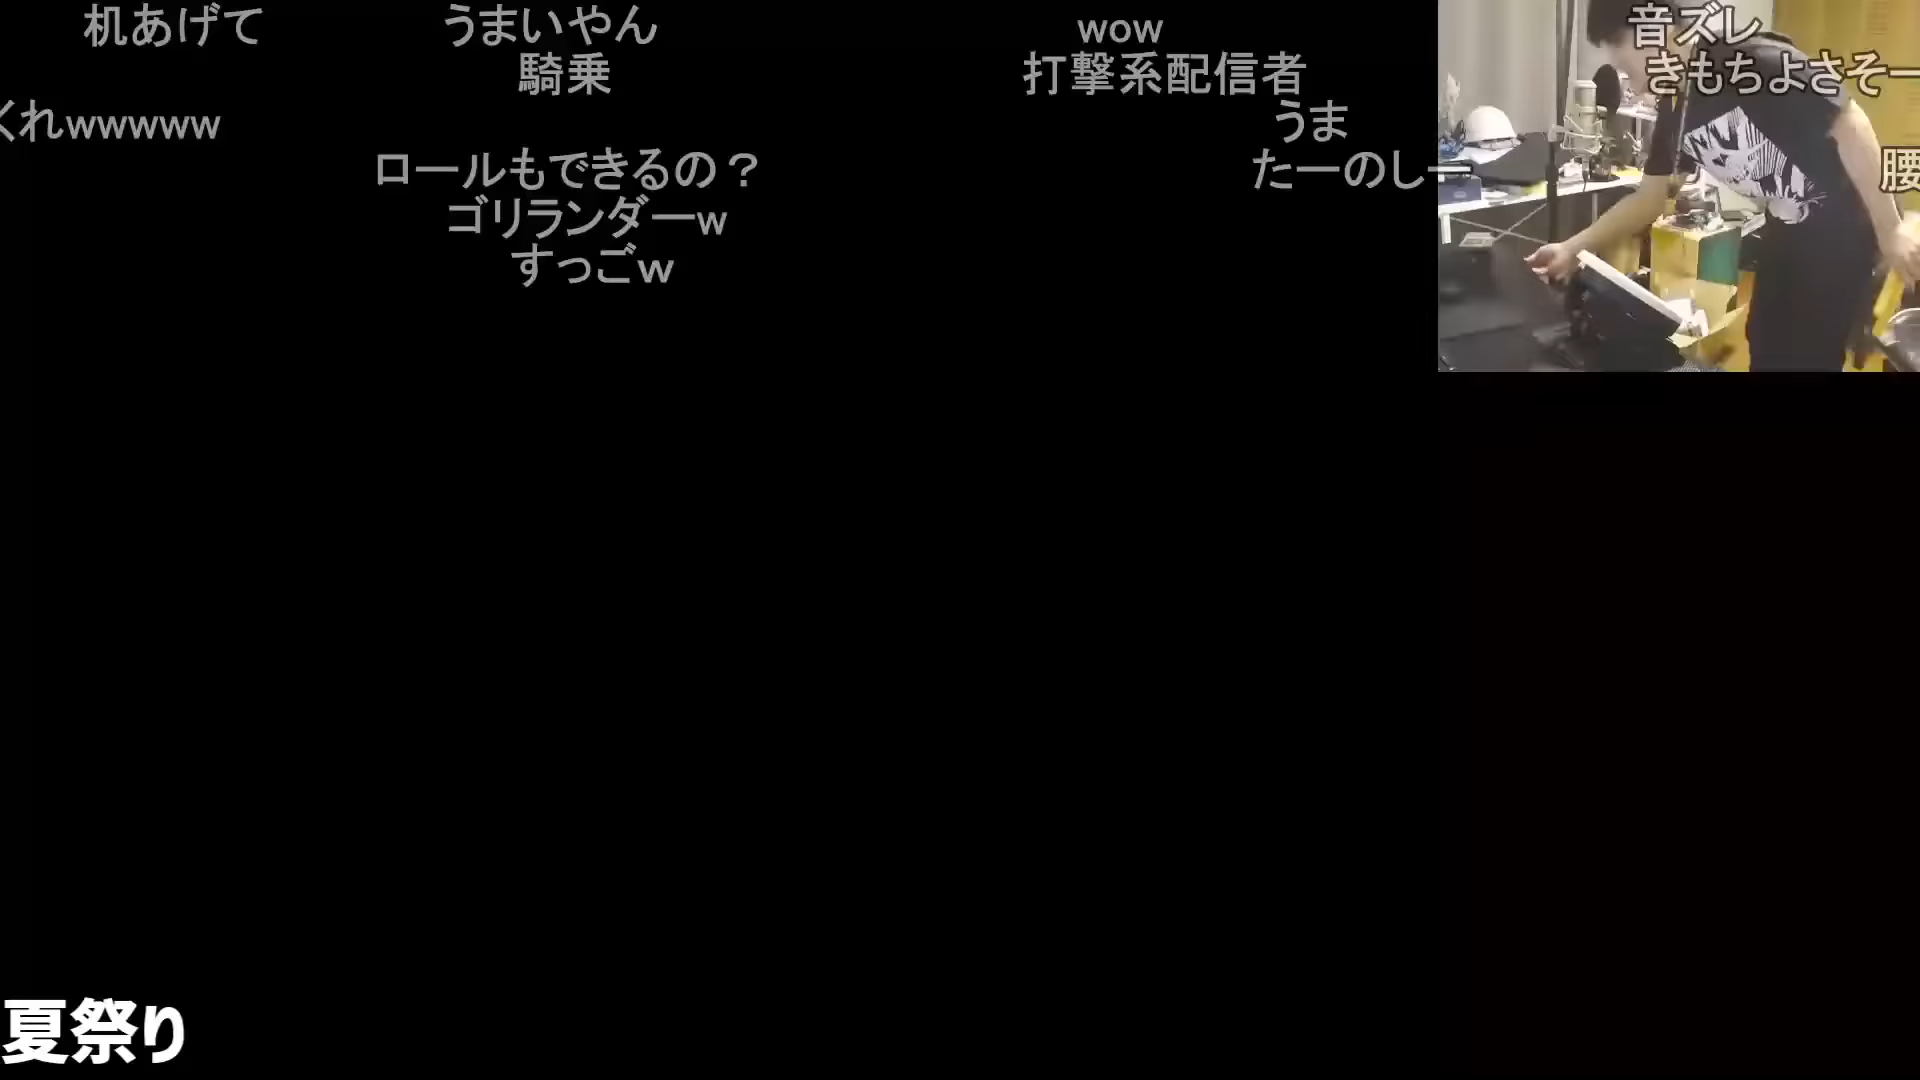 机あげて
うまいやん
wow
音ズレ
騎乗
打撃系配信者
きもちよさそー
くれwwwww
うま
ロールもできるの？
たーのしー
腰
ゴリランダーw
すっごｗ
夏祭り